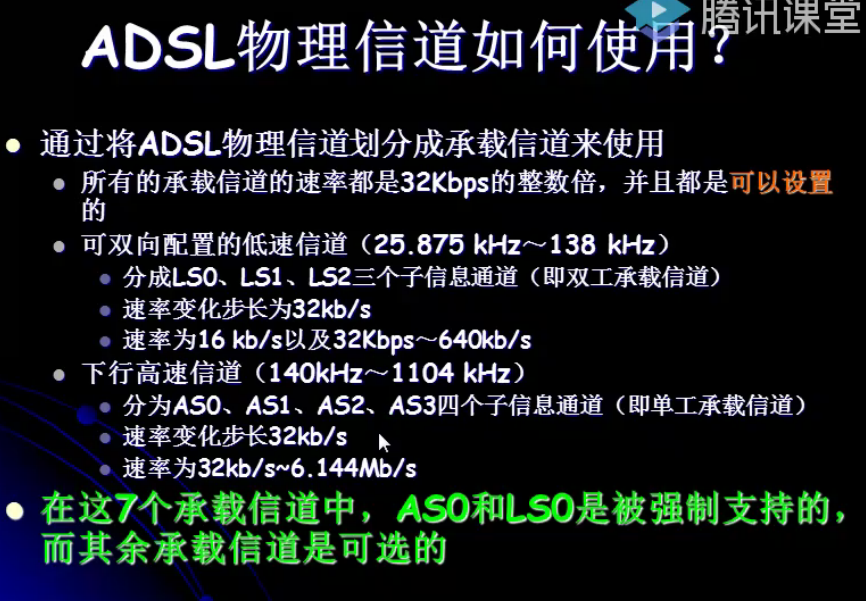 腾讯课堂
ADSL物理信道如何使用？
通过将ADSL物理信道划分成承载信道来使用
所有的承载信道的速率都是32Kbps的整数倍，并且都是可以设置
的
可双向配置的低速信道（25.875 kHz～138 kHz）
分成LS0、LS1、LS2三个子信息通道（即双工承载信道）
速率变化步长为32kb/s
速率为16 kb/s以及32Kbps～640kb/s
下行高速信道（140kHz～1104 kHz）
分为AS0、AS1、AS2、AS3四个子信息通道（即单工承载信道）
速率变化步长32kb/s
速率为32kb/s~6.144Mb/s
在这7个承载信道中，AS0和LS0是被强制支持的，
而其余承载信道是可选的